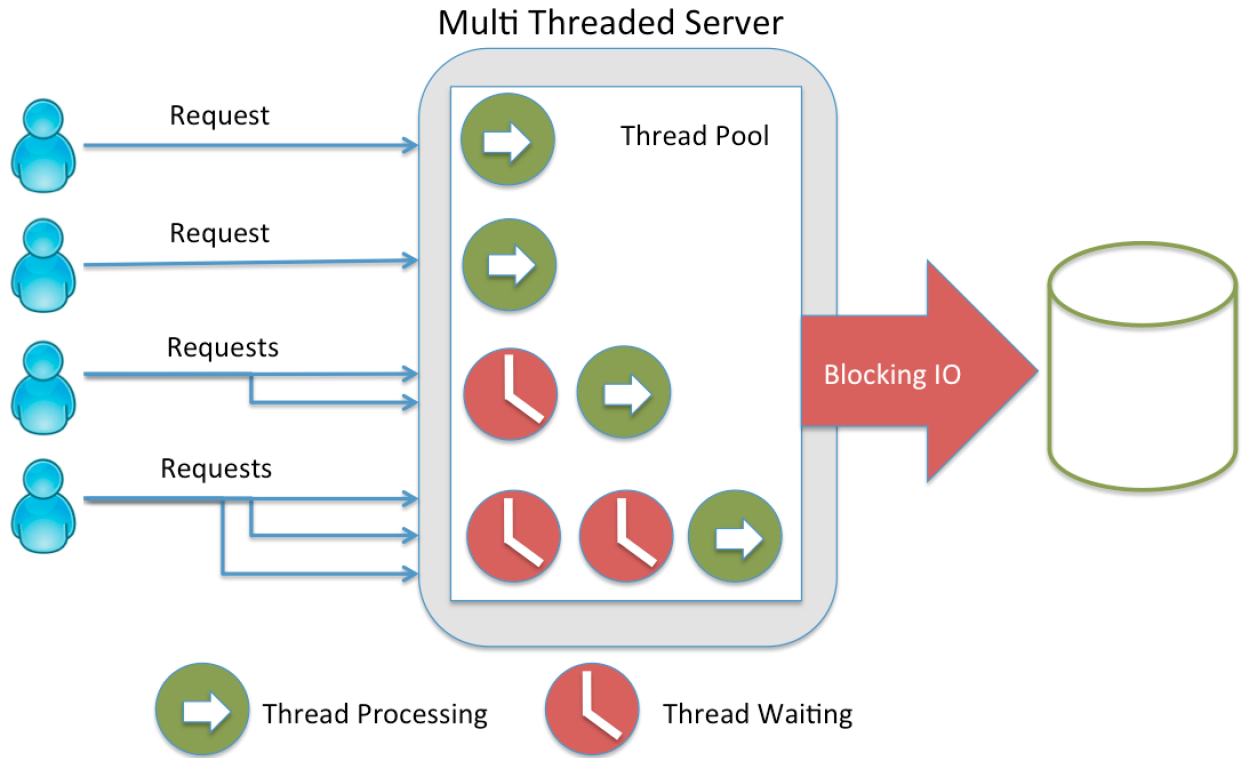 Multi Threaded Server
Request
Thread Pool
Request
Requests
Blocking IO
Requests
Thread Processing
Thread Waiting